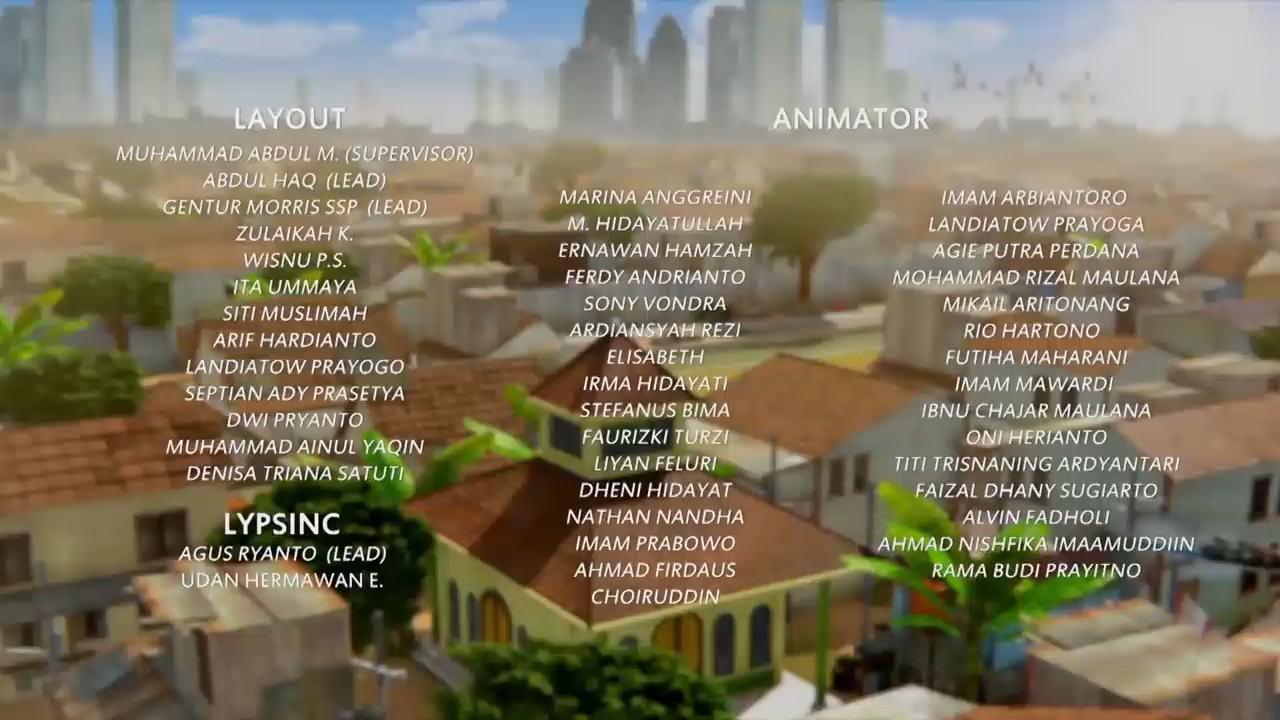 LAYOUT
MUHAMMAD ABDUL M. (SUPERVISOR)
ABDUL HAQ (LEAD)
GENTUR MORRIS SSP (LEAD)
ZULAIKAH K.
WISNU P.S.
ITA UMMAYA
SITI MUSLIMAH
ARIF HARDIANTO
LANDIATOW PRAYOGO
SEPTIAN ADY PRASETYA
DWI PRYANTO
MUHAMMAD AINUL YAQIN
DENISA TRIANA SATUTI
LYPSINC
AGUS RYANTO (LEAD)
UDAN HERMAWAN E.
ANIMATOR
MARINA ANGGREINI
M. HIDAYATULLAH
ERNAWAN HAMZAH
FERDY ANDRIANTO
SONY VONDRA
ARDIANSYAH REZI
ELISABETH
IRMA HIDAYATI
STEFANUS BIMA
FAURIZKI TURZI
LIYAN FELURI
DHENI HIDAYAT
NATHAN NANDHA
IMAM PRABOWO
AHMAD FIRDAUS
CHOIRUDDIN
IMAM ARBIANTORO
LANDIATOW PRAYOGA
AGIE PUTRA PERDANA
MOHAMMAD RIZAL MAULANA
MIKAIL ARITONANG
RIO HARTONO
FUTIHA MAHARANI
IMAM MAWARDI
IBNU CHAJAR MAULANA
ONI HERIANTO
TITI TRISNANING ARDYANTARI
FAIZAL DHANY SUGIARTO
ALVIN FADHOLI
AHMAD NISHFIKA IMAAMUDDIIN
RAMA BUDI PRAYITNO